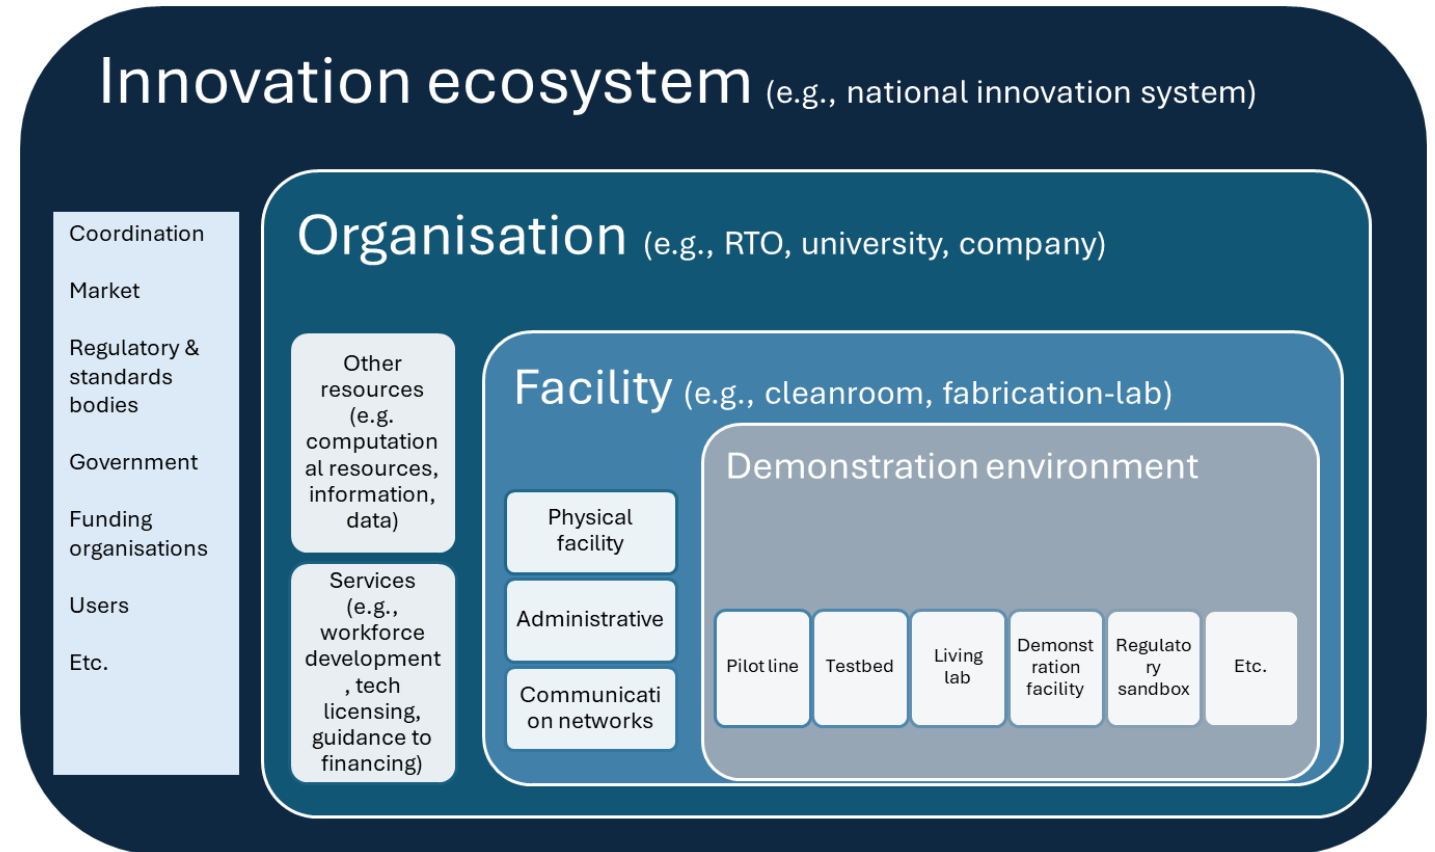 Innovation ecosystem (e.g., national innovation system)
Coordination
Market
Regulatory &
standards
bodies
Government
Funding
organisations
Users
Etc.
Organisation (e.g., RTO, university, company)
Other
resources
(e.g.
computation
al resources,
information,
data)
Services
(e.g.,
workforce
development
, tech
licensing,
guidance to
financing)
Facility (e.g., cleanroom, fabrication-lab)
Physical
facility
Administrative
Communicati
on networks
Demonstration environment
Pilot line
Testbed
Living
lab
Demonst
ration
facility
Regulato
ry
sandbox
Etc.